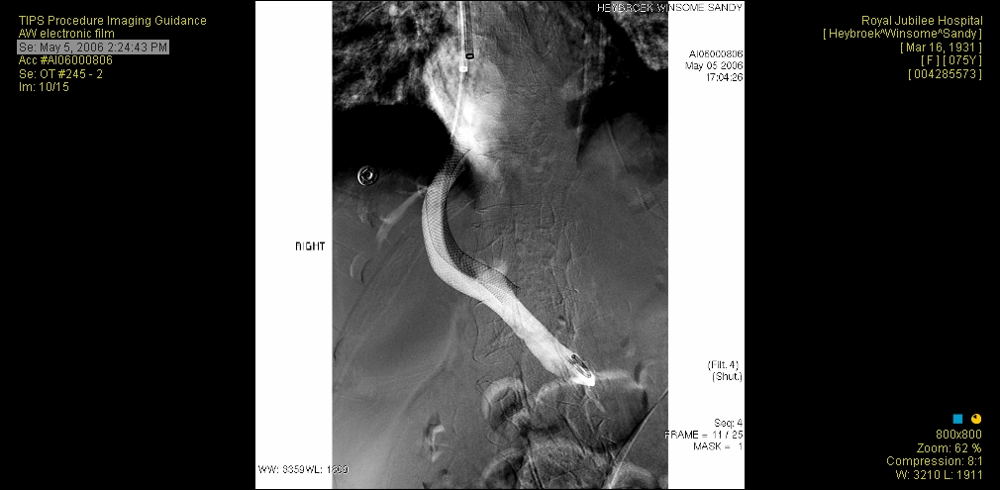 TIPS Procedure Imaging Guidance
AW electronic film
Se: May 5, 2006 2:24:43 PM
Acc #AI06000806
Se: OT #245 - 2
Im: 10/15
HEYBROEK WINSOME SANDY
AI06000806
May 05 2006
17:04:26
RIGHT
(Filt. 4)
(Shut.)
Seq: 4
FRAME = 11 / 25
MASK = 1
WW: 3359WL: 1869
Royal Jubilee Hospital
[ Heybroek^Winsome^Sandy ]
[ Mar 16, 1931 ]
[ F ] [ 075Y ]
[ 004285573 ]
800x800
Zoom: 62 %
Compression: 8:1
W: 3210 L: 1911